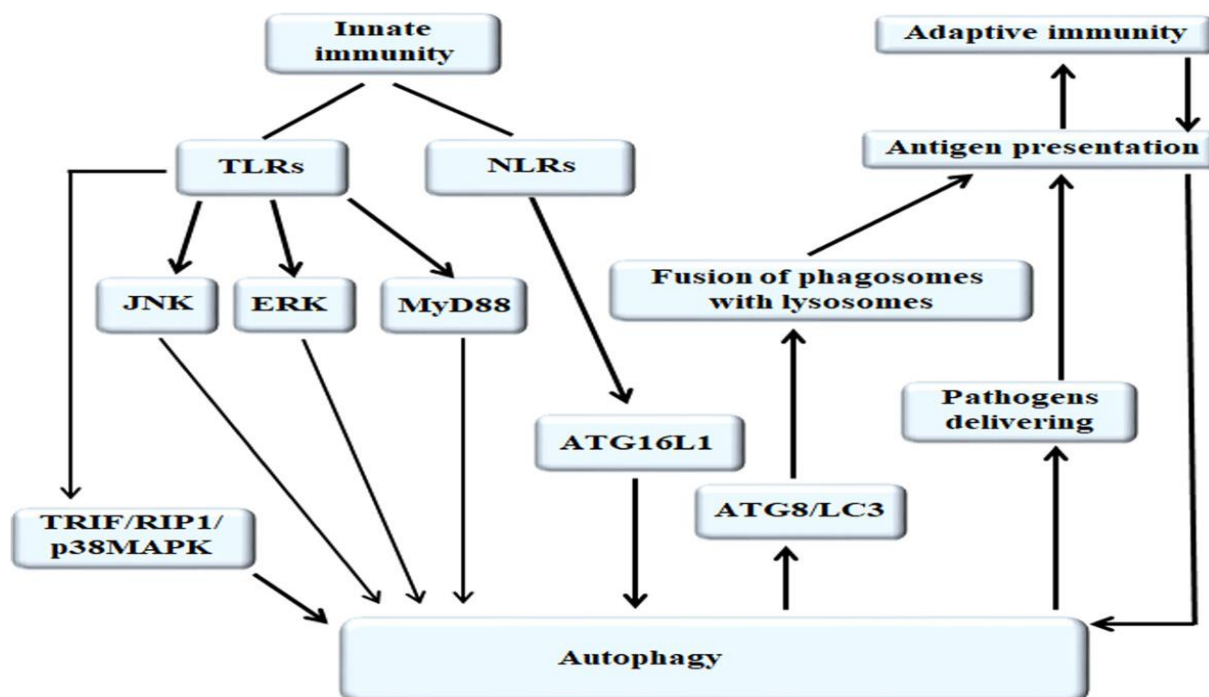 Innate
immunity
Adaptive immunity
TLRs
NLRs
Antigen presentation
JNK
ERK
MyD88
Fusion of phagosomes
with lysosomes
ATG16L1
Pathogens
delivering
TRIF/RIP1/
p38MAPK
ATG8/LC3
Autophagy